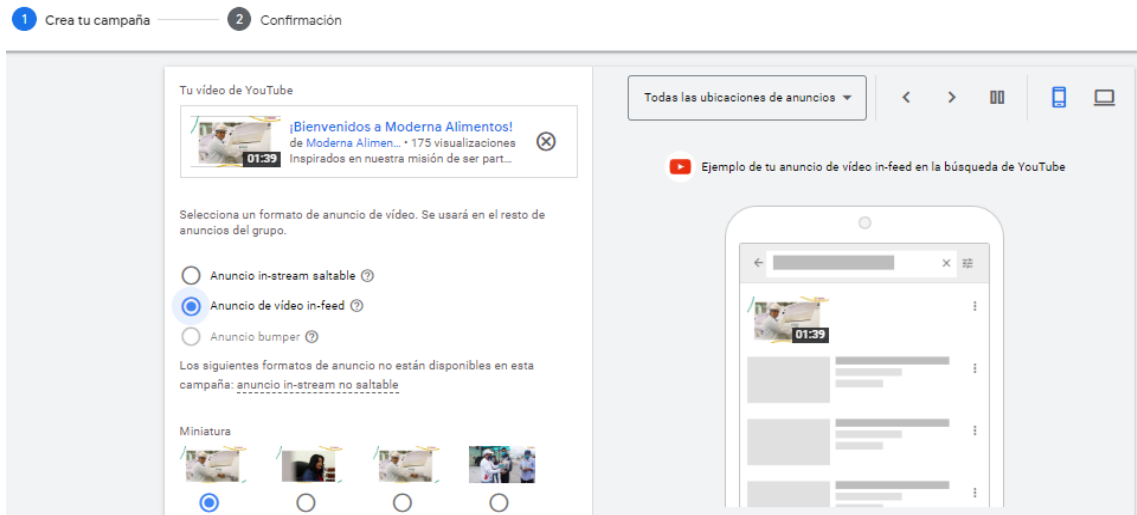 1 Crea tu campaña
2 Confirmación
Tu vídeo de YouTube
¡Bienvenidos a Moderna Alimentos!
de Moderna Alimen... • 175 visualizaciones
Inspirados en nuestra misión de ser part...
01:39
Selecciona un formato de anuncio de vídeo. Se usará en el resto de
anuncios del grupo.
Anuncio in-stream saltable
Anuncio de vídeo in-feed
Anuncio bumper
Los siguientes formatos de anuncio no están disponibles en esta
campaña: anuncio in-stream no saltable
Miniatura
Todas las ubicaciones de anuncios
Ejemplo de tu anuncio de vídeo in-feed en la búsqueda de YouTube
01:39